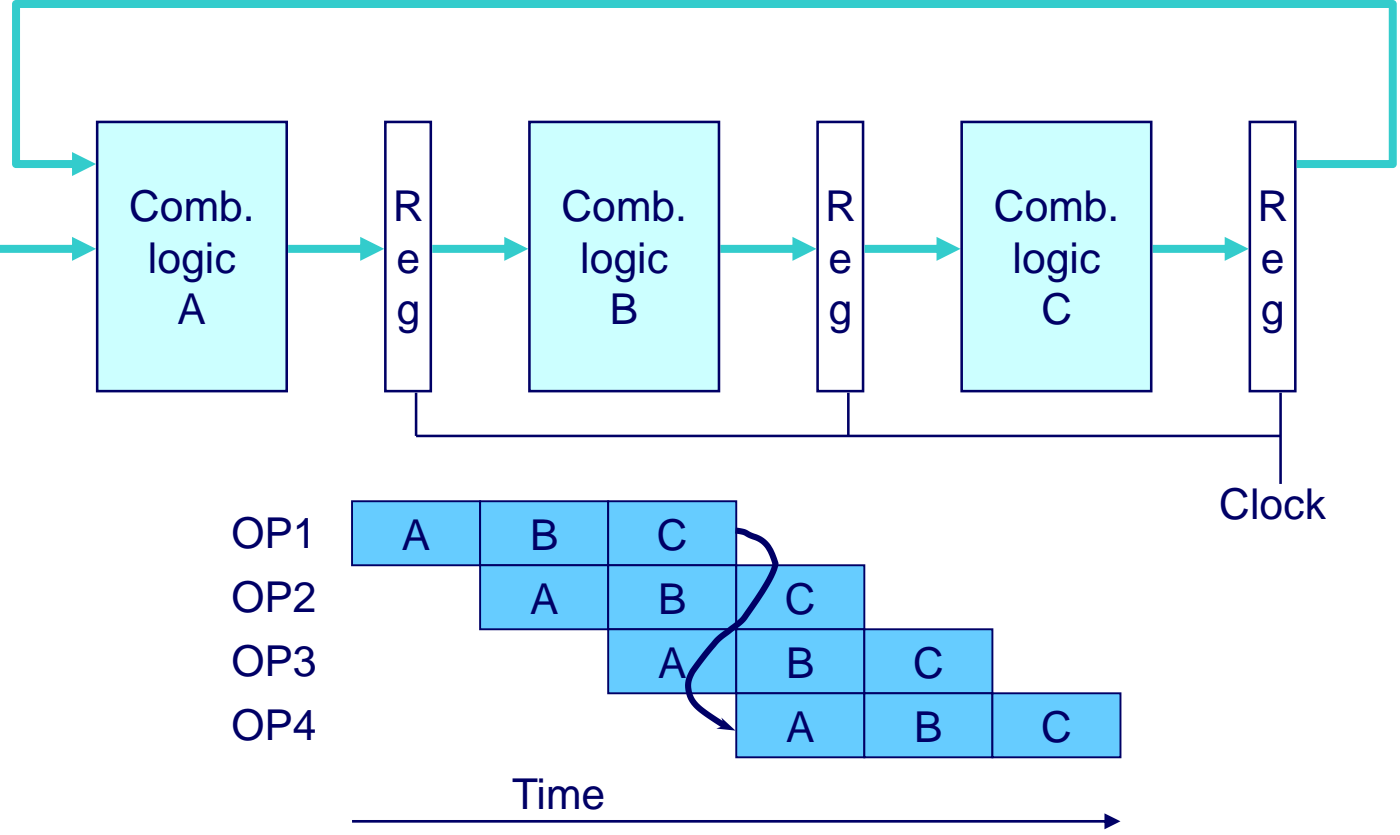 Comb.
logic
A
R
e
g
Comb.
logic
B
R
e
g
Comb.
logic
C
R
e
g
Clock
OP1 A B C
OP2 A B C
OP3 A B C
OP4 A B C
Time